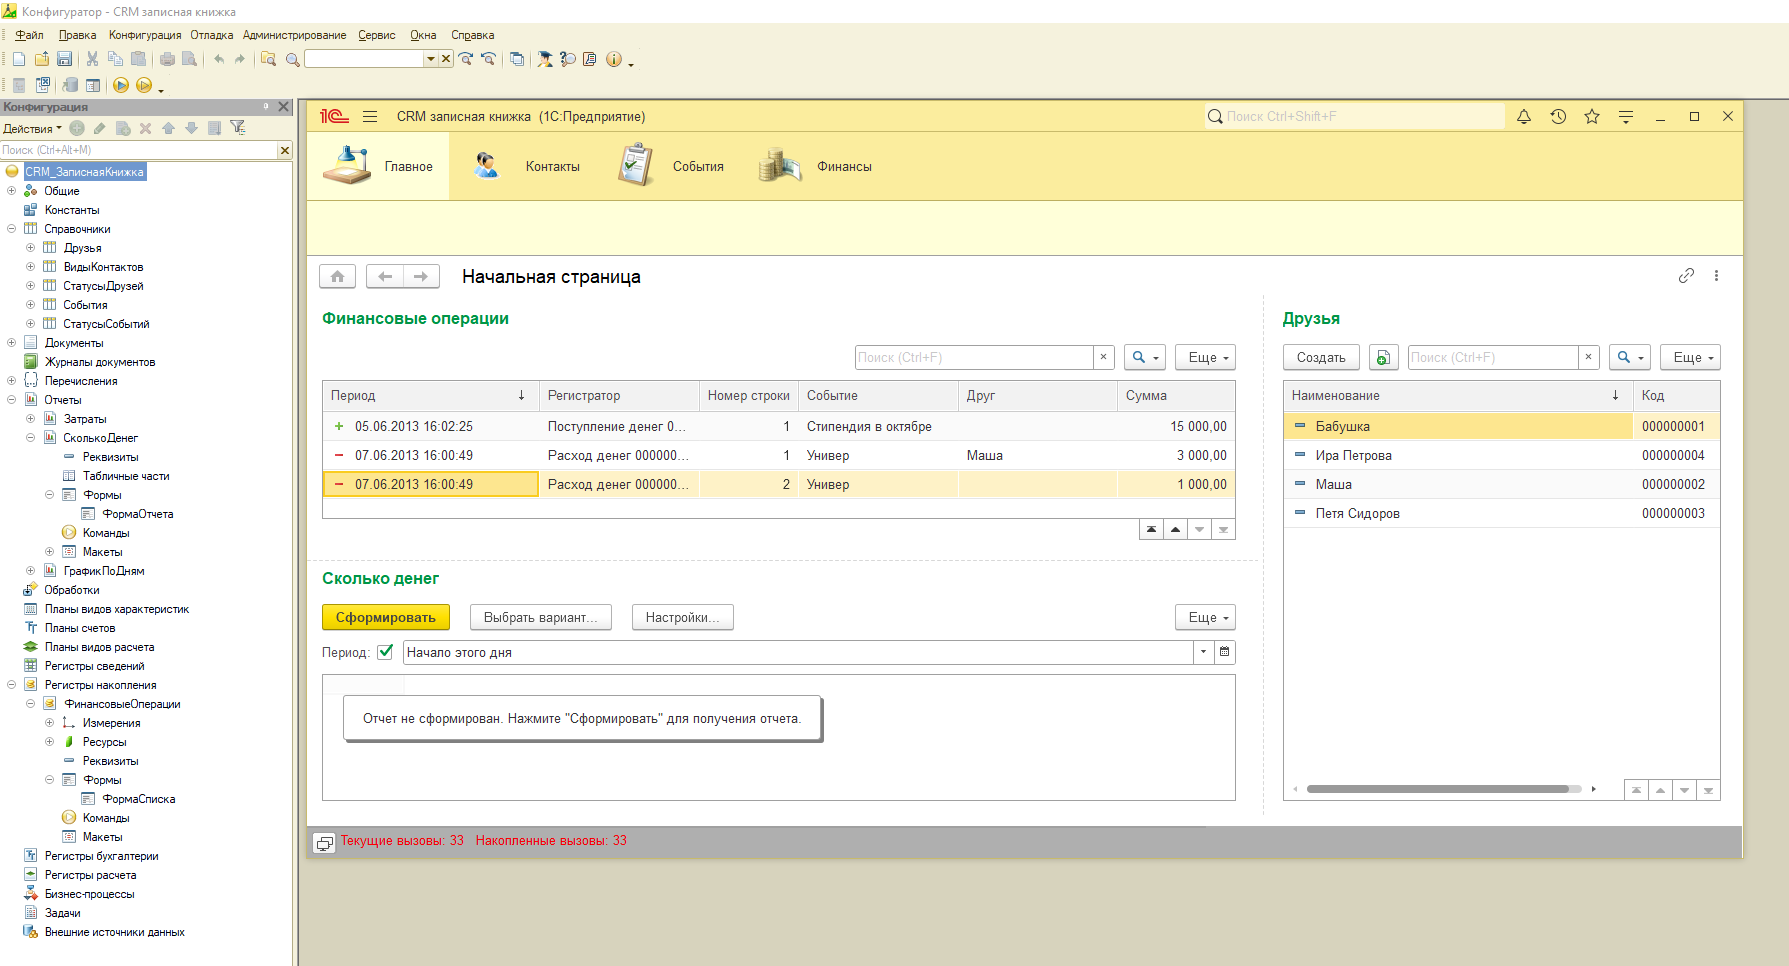 Конфигуратор - CRM записная книжка
Файл Правка Конфигурация Отладка Администрирование Сервис Окна Справка
Конфигурация
Действия
Поиск (Ctrl+Alt+M)
CRM_ЗаписнаяКнижка
Общие
Константы
Справочники
Друзья
ВидыКонтактов
СтатусыДрузей
События
СтатусыСобытий
Документы
Журналы документов
Перечисления
Отчеты
Затраты
СколькоДенег
Реквизиты
Табличные части
Формы
ФормаОтчета
Команды
Макеты
ГрафикПоДням
Обработки
Планы видов характеристик
Планы счетов
Планы видов расчета
Регистры сведений
Регистры накопления
ФинансовыеОперации
Измерения
Ресурсы
Реквизиты
Формы
ФормаСписка
Команды
Макеты
Регистры бухгалтерии
Регистры расчета
Бизнес-процессы
Задачи
Внешние источники данных
1С CRM записная книжка (1С:Предприятие) Поиск Ctrl+Shift+F
Главное Контакты События Финансы
Начальная страница
Финансовые операции
Поиск (Ctrl+F) × Еще
Период Регистратор Номер строки Событие Друг Сумма
05.06.2013 16:02:25 Поступление денег 0... 1 Стипендия в октябре 15 000,00
07.06.2013 16:00:49 Расход денег 000000... 1 Универ Маша 3 000,00
07.06.2013 16:00:49 Расход денег 000000... 2 Универ 1 000,00
Сколько денег
Сформировать Выбрать вариант... Настройки... Еще
Период: Начало этого дня
Отчет не сформирован. Нажмите "Сформировать" для получения отчета.
Друзья
Создать Поиск (Ctrl+F) × Еще
Наименование Код
Бабушка 000000001
Ира Петрова 000000004
Маша 000000002
Петя Сидоров 000000003
Текущие вызовы: 33 Накопленные вызовы: 33